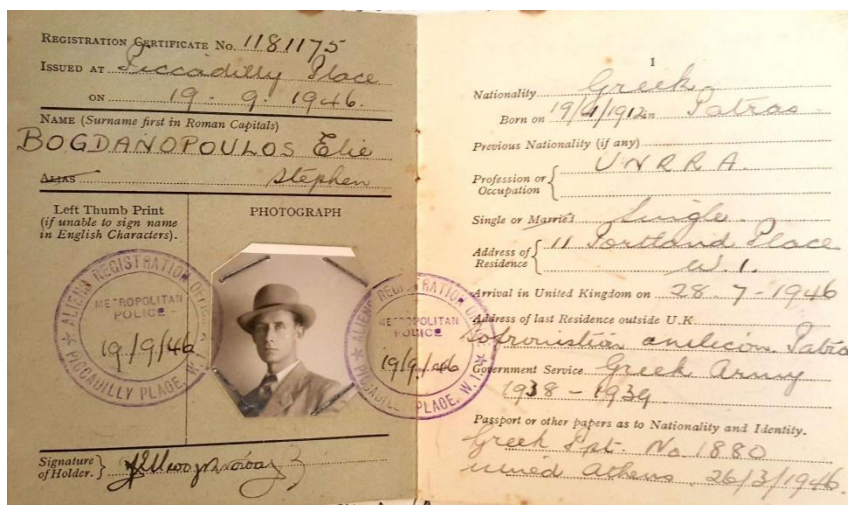 REGISTRATION CERTIFICATE No. 1181175
ISSUED AT Piccadilly Place
ON 19 - 9. 1946.
NAME (Surname first in Roman Capitals)
BOGDANOPOULOS Elie
ALIAS Stephen
Left Thumb Print
(if unable to sign name
in English Characters).
PHOTOGRAPH
ALIENS REGISTRATION OFFICE
METROPOLITAN
POLICE
19/9/46
PICCADILLY PLACE, W.1.
ALIENS REGISTRATION OFFICE
METROPOLITAN
POLICE
19/9/46
PICCADILLY PLACE, W.1.
Signature
of Holder.
1
Nationality Greek.
Born on 19/4/1912 in Patras
Previous Nationality (if any)
Profession or
Occupation
UNRRA.
Single or Married Single.
Address of
Residence
11 Portland Place
W.1.
Arrival in United Kingdom on 28. 7 - 1946
Address of last Residence outside U.K.
Patras
Government Service Greek Army
1938 - 1939
Passport or other papers as to Nationality and Identity.
Greek Ppt. No. 1880
Athens 26/3/1946.